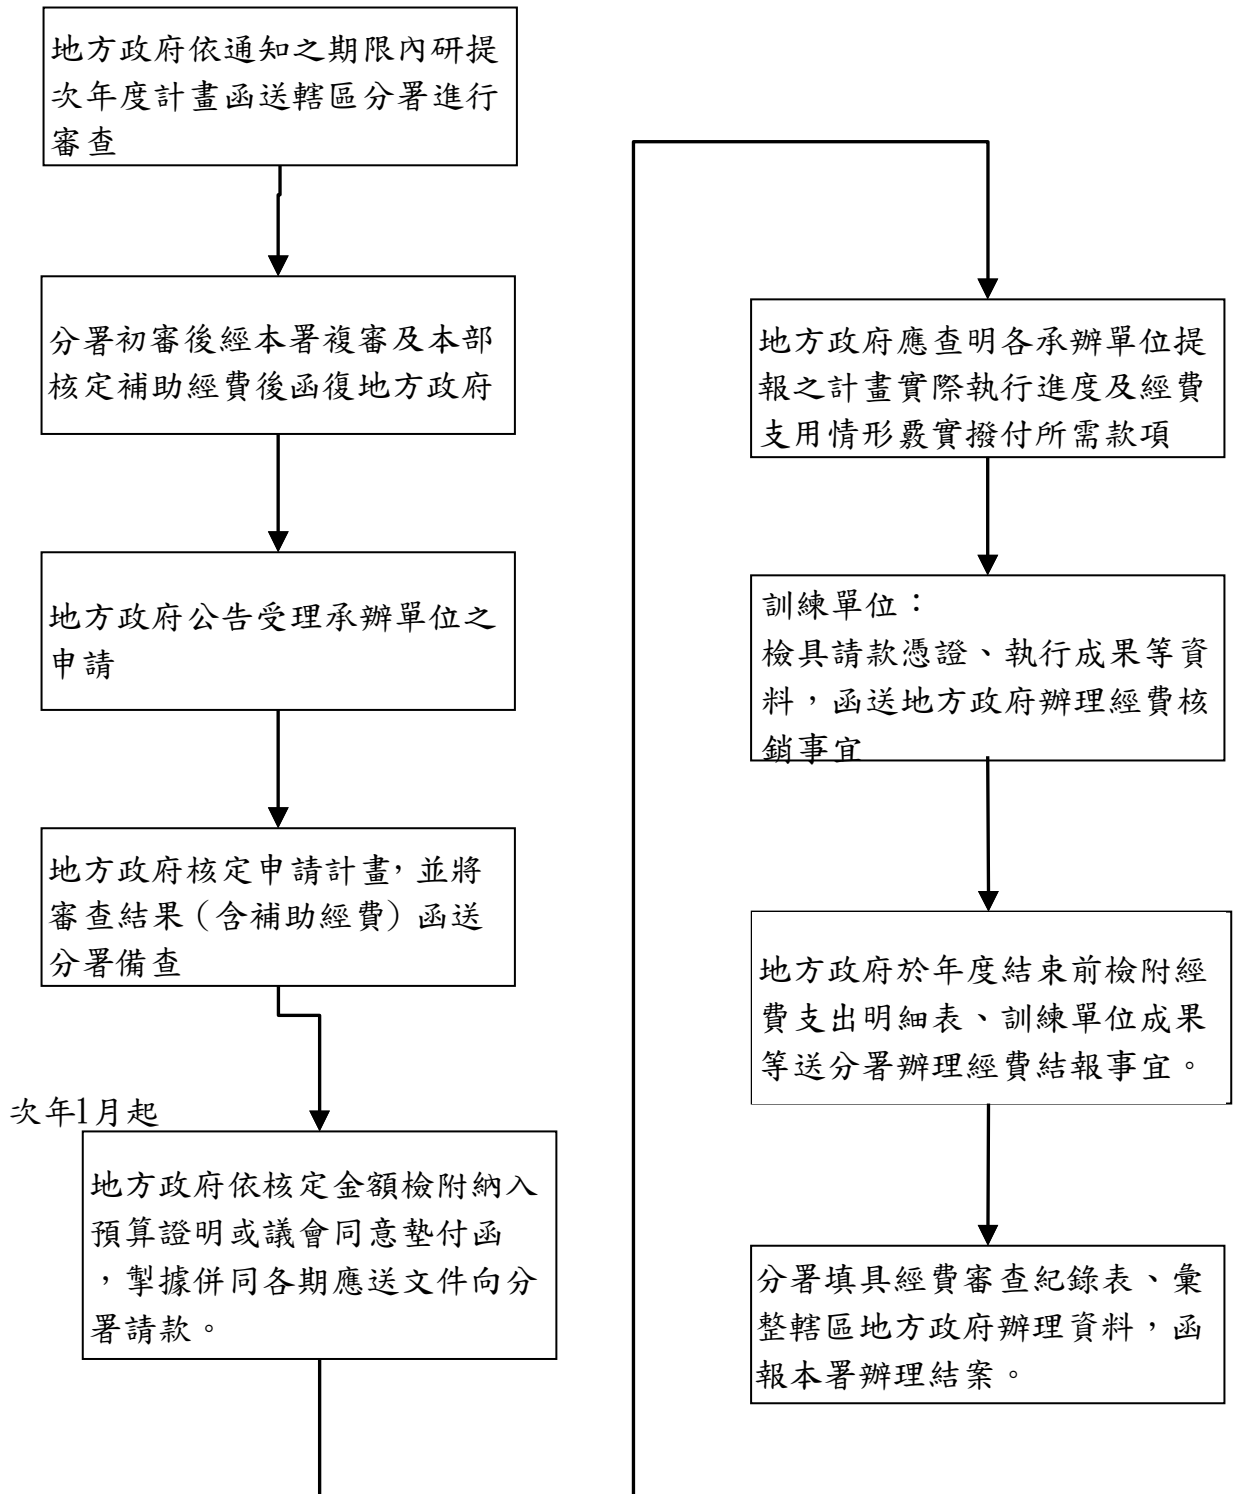 地方政府依通知之期限內研提
次年度計畫函送轄區分署進行
審查
分署初審後經本署複審及本部
核定補助經費後函復地方政府
地方政府公告受理承辦單位之
申請
地方政府核定申請計畫，並將
審查結果（含補助經費）函送
分署備查
次年1月起
地方政府依核定金額檢附納入
預算證明或議會同意墊付函
，掣據併同各期應送文件向分
署請款。
地方政府應查明各承辦單位提
報之計畫實際執行進度及經費
支用情形覈實撥付所需款項
訓練單位：
檢具請款憑證、執行成果等資
料，函送地方政府辦理經費核
銷事宜
地方政府於年度結束前檢附經
費支出明細表、訓練單位成果
等送分署辦理經費結報事宜。
分署填具經費審查紀錄表、彙
整轄區地方政府辦理資料，函
報本署辦理結案。